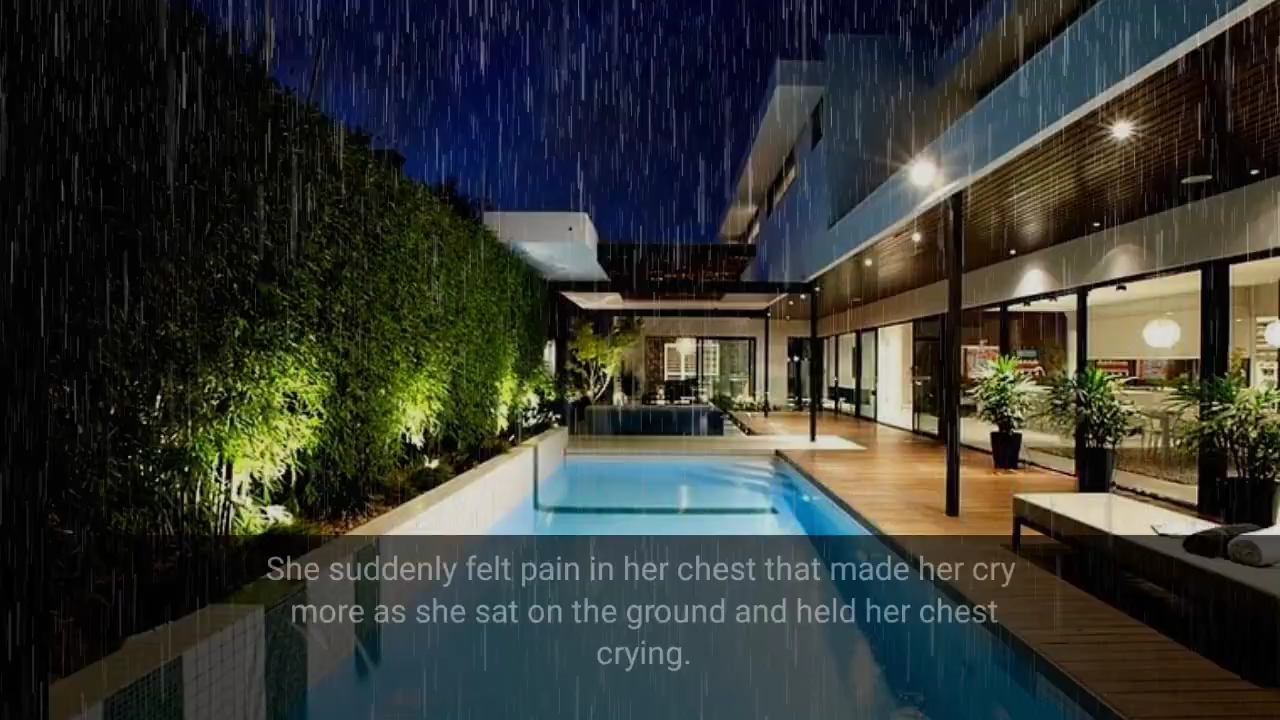 She suddenly felt pain in her chest that made her cry
more as she sat on the ground and held her chest
crying.